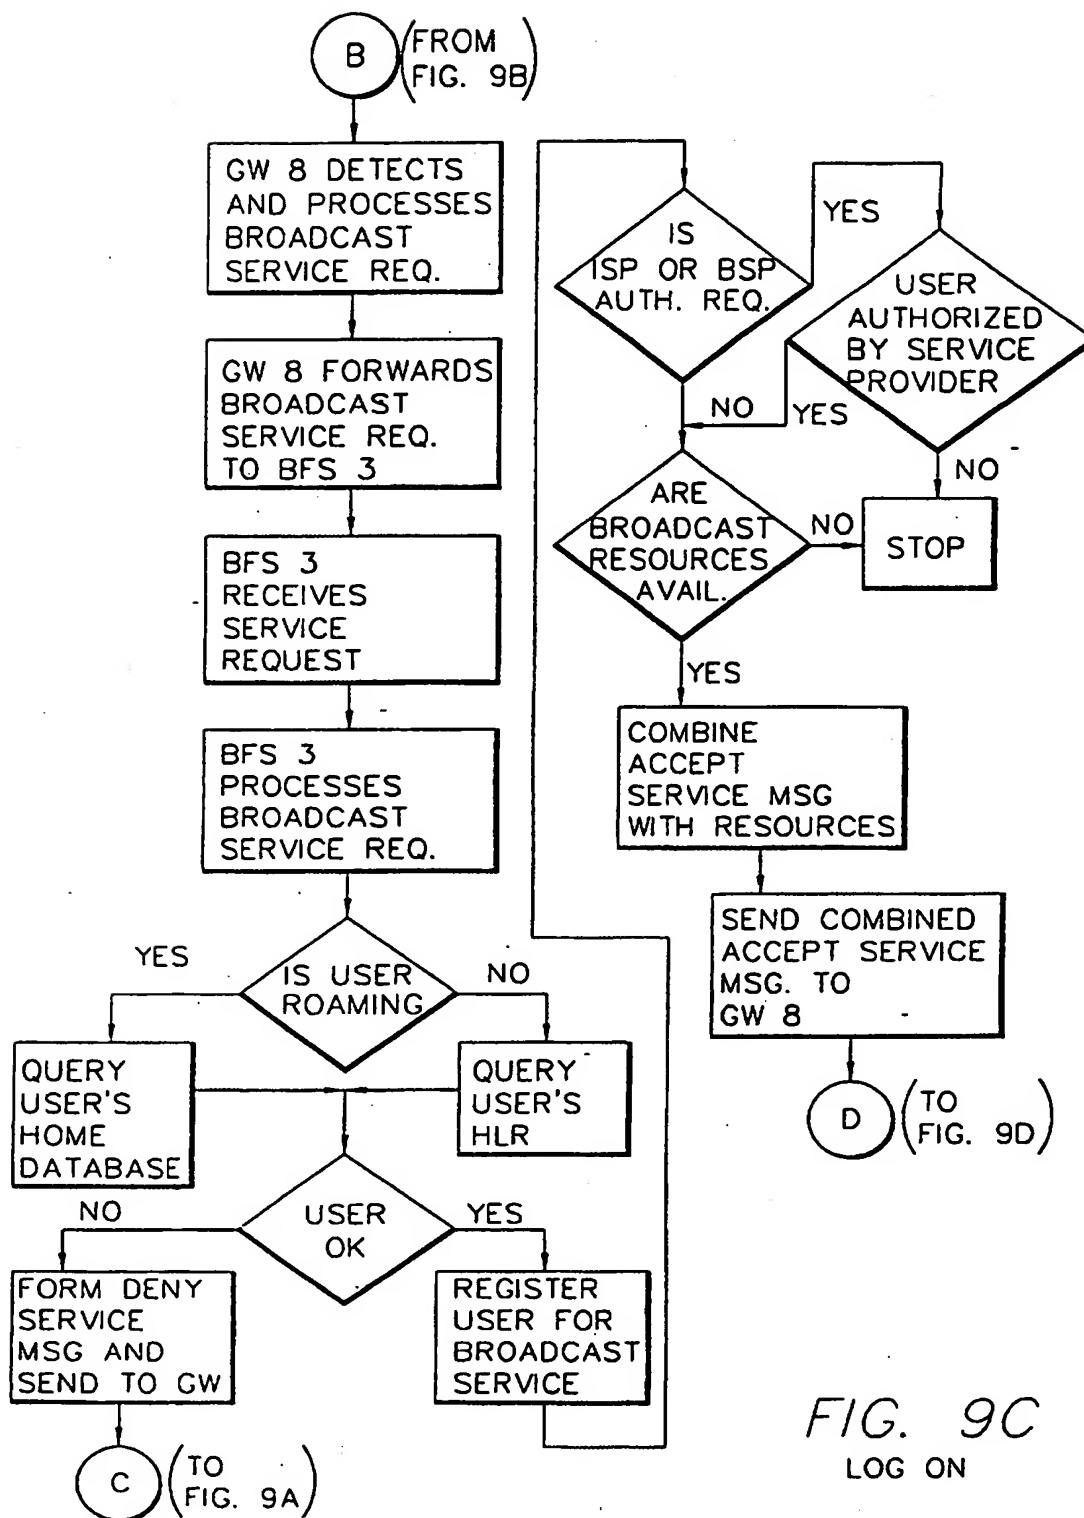 B
(FROM
FIG. 9B)
GW 8 DETECTS
AND PROCESSES
BROADCAST
SERVICE REQ.
GW 8 FORWARDS
BROADCAST
SERVICE REQ.
TO BFS 3
BFS 3
RECEIVES
SERVICE
REQUEST
BFS 3
PROCESSES
BROADCAST
SERVICE REQ.
IS USER
ROAMING
YES
NO
QUERY
USER'S
HOME
DATABASE
QUERY
USER'S
HLR
USER
OK
NO
YES
FORM DENY
SERVICE
MSG AND
SEND TO GW
REGISTER
USER FOR
BROADCAST
SERVICE
C
(TO
FIG. 9A)
IS
ISP OR BSP
AUTH. REQ.
YES
NO
USER
AUTHORIZED
BY SERVICE
PROVIDER
YES
NO
ARE
BROADCAST
RESOURCES
AVAIL.
NO
STOP
YES
COMBINE
ACCEPT
SERVICE MSG
WITH RESOURCES
SEND COMBINED
ACCEPT SERVICE
MSG. TO
GW 8
D
(TO
FIG. 9D)
FIG. 9C
LOG ON